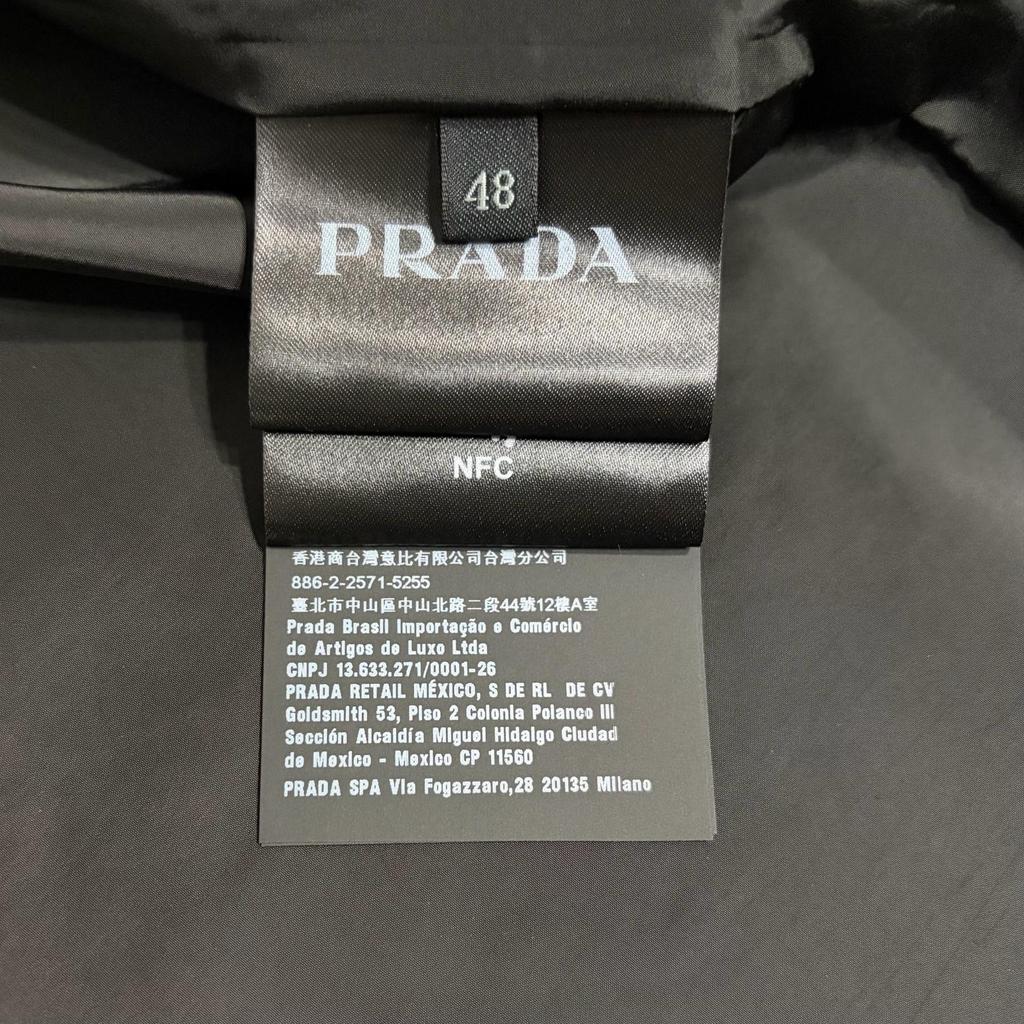 48
PRADA
NFC
香港商台灣意比有限公司台灣分公司
886-2-2571-5255
臺北市中山區中山北路二段44號12樓A室
Prada Brasil Importação e Comércio
de Artigos de Luxo Ltda
CNPJ 13.633.271/0001-26
PRADA RETAIL MÉXICO, S DE RL DE CV
Goldsmith 53, Piso 2 Colonia Polanco III
Sección Alcaldía Miguel Hidalgo Ciudad
de Mexico - Mexico CP 11560
PRADA SPA Via Fogazzaro,28 20135 Milano